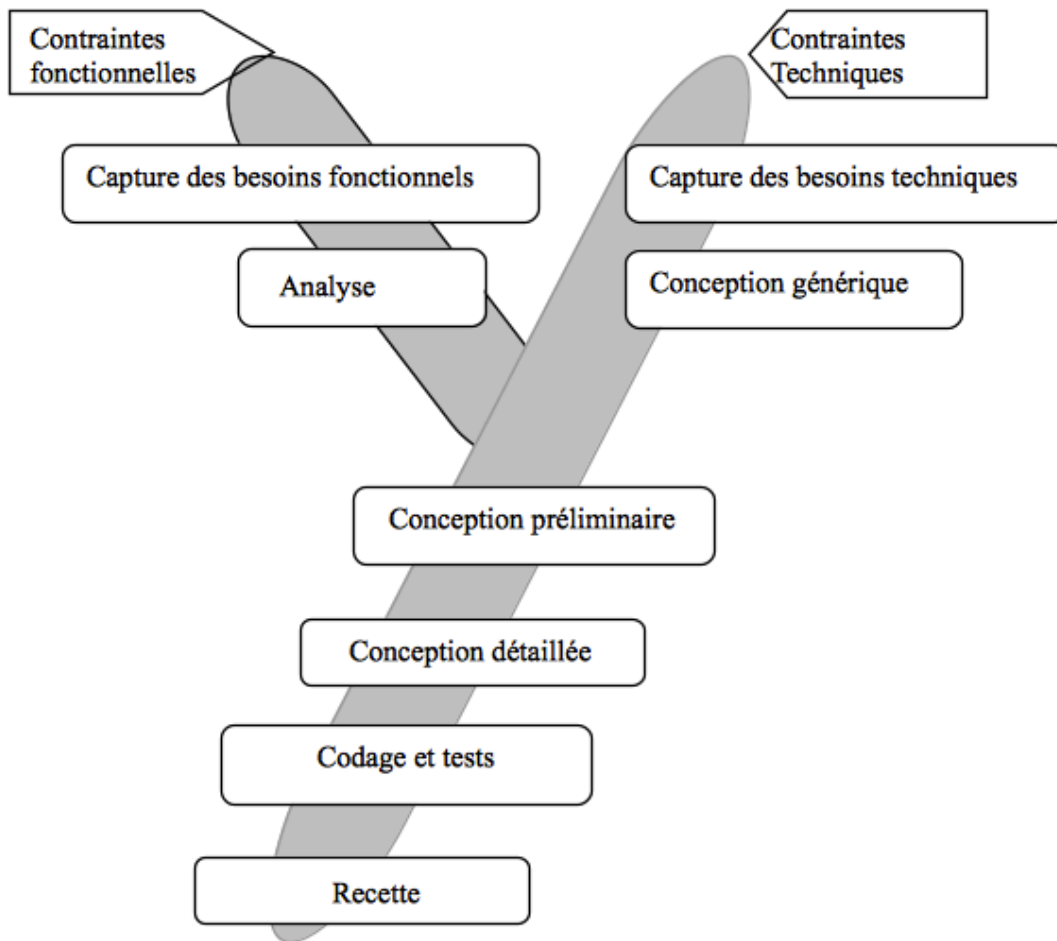 Contraintes
fonctionnelles
Contraintes
Techniques
Capture des besoins fonctionnels
Capture des besoins techniques
Analyse
Conception générique
Conception préliminaire
Conception détaillée
Codage et tests
Recette